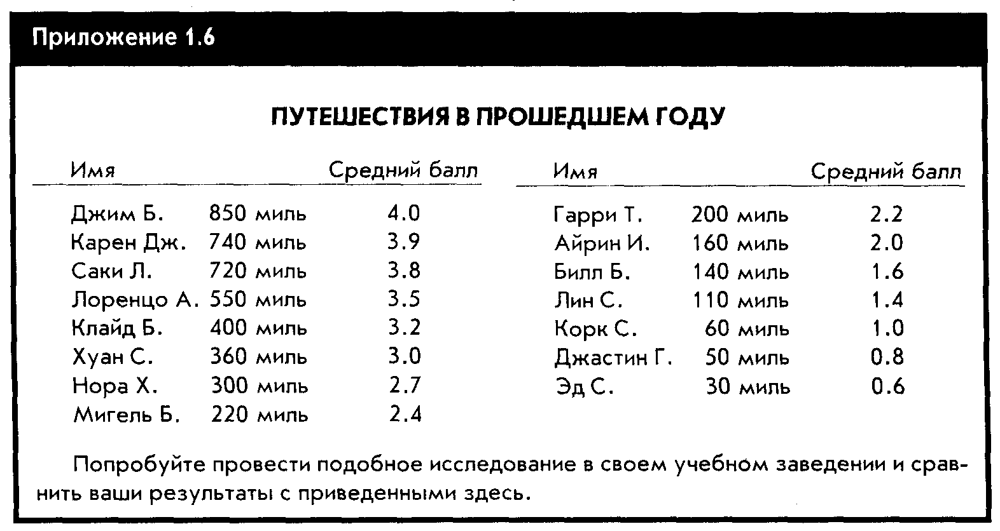 Приложение 1.6
ПУТЕШЕСТВИЯ В ПРОШЕДШЕМ ГОДУ
Имя Средний балл
Джим Б. 850 миль 4.0
Карен Дж. 740 миль 3.9
Саки Л. 720 миль 3.8
Лоренцо А. 550 миль 3.5
Клайд Б. 400 миль 3.2
Хуан С. 360 миль 3.0
Нора Х. 300 миль 2.7
Мигель Б. 220 миль 2.4
Имя Средний балл
Гарри Т. 200 миль 2.2
Айрин И. 160 миль 2.0
Билл Б. 140 миль 1.6
Лин С. 110 миль 1.4
Корк С. 60 миль 1.0
Джастин Г. 50 миль 0.8
Эд С. 30 миль 0.6
Попробуйте провести подобное исследование в своем учебном заведении и срав-
нить ваши результаты с приведенными здесь.